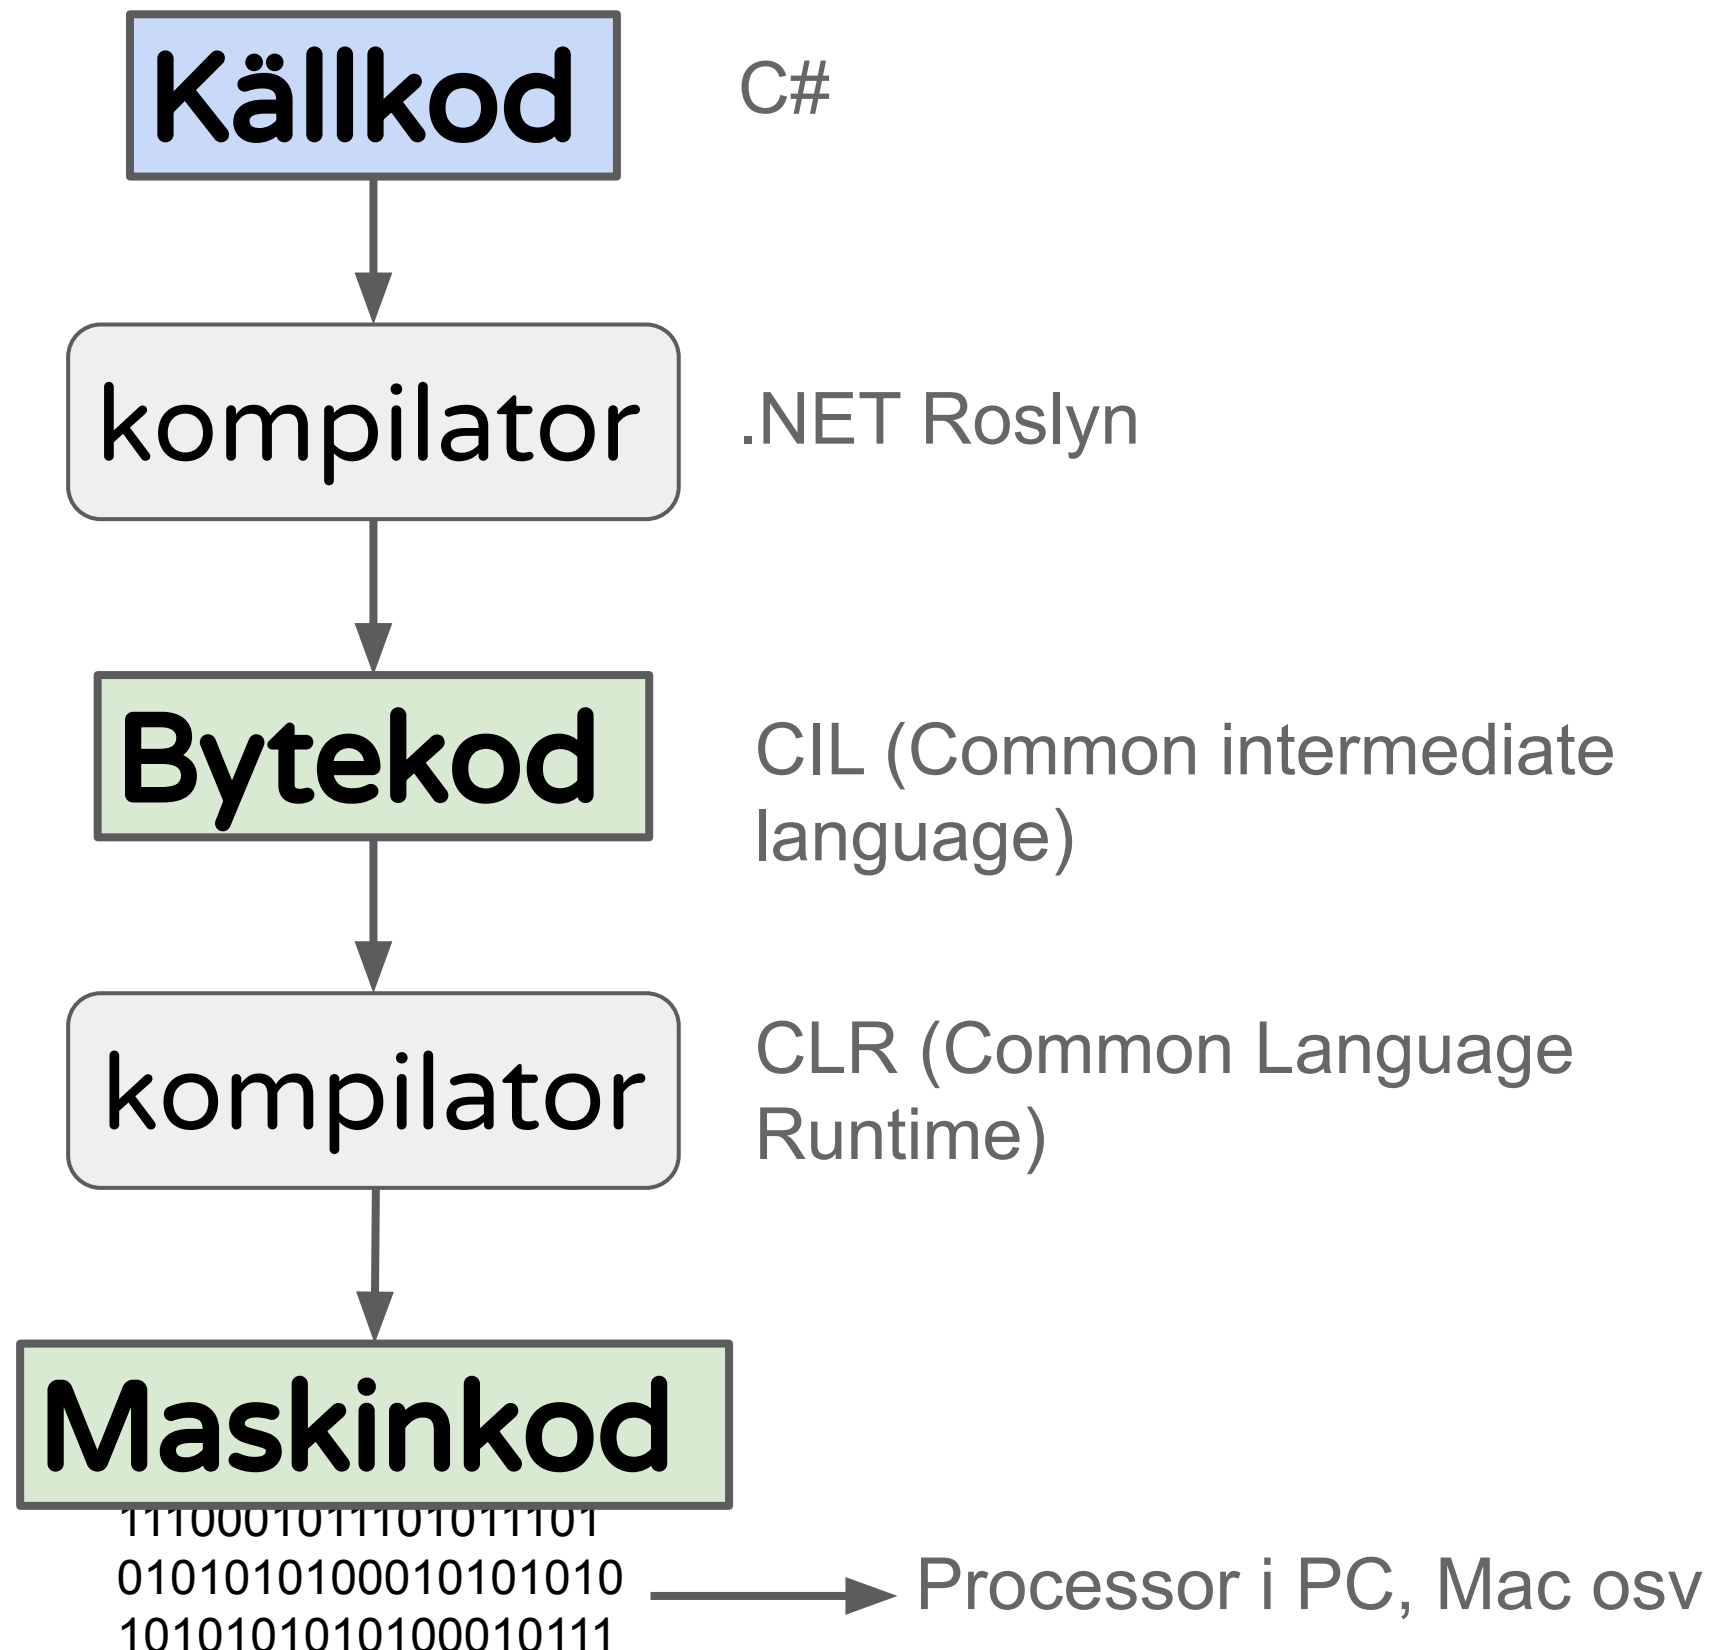 Källkod
C#
kompilator
.NET Roslyn
Bytekod
CIL (Common intermediate
language)
kompilator
CLR (Common Language
Runtime)
Maskinkod
1110001011101011101
0101010100010101010
1010101010100010111
Processor i PC, Mac osv